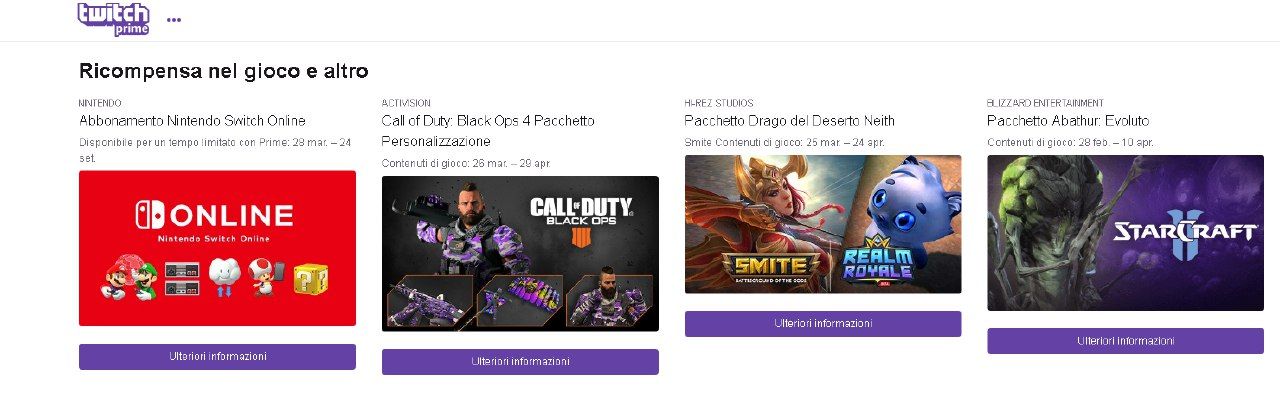 twitch
prime
Ricompensa nel gioco e altro
NINTENDO
Abbonamento Nintendo Switch Online
Disponibile per un tempo limitato con Prime: 28 mar. – 24
set.
ONLINE
Nintendo Switch Online
Ulteriori informazioni
ACTIVISION
Call of Duty: Black Ops 4 Pacchetto
Personalizzazione
Contenuti di gioco: 26 mar. – 29 apr.
CALL OF DUTY
BLACK OPS
Ulteriori informazioni
HI-REZ STUDIOS
Pacchetto Drago del Deserto Neith
Smite Contenuti di gioco: 25 mar. – 24 apr.
SMITE
BATTLEGROUND OF THE GODS
REALM
ROYALE
Ulteriori informazioni
BLIZZARD ENTERTAINMENT
Pacchetto Abathur: Evoluto
Contenuti di gioco: 28 feb. – 10 apr.
STARCRAFT
II
Ulteriori informazioni